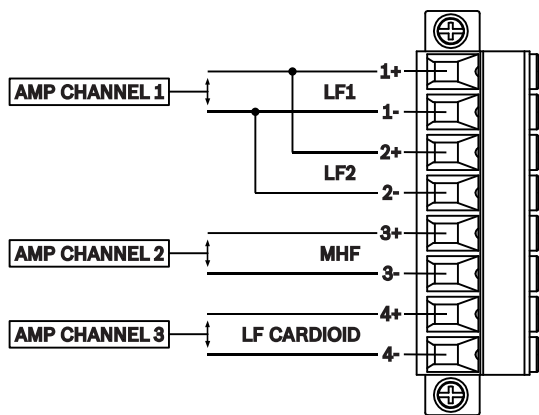 1+
AMP CHANNEL 1
LF1
1-
2+
LF2
2-
3+
AMP CHANNEL 2
MHF
3-
4+
AMP CHANNEL 3
LF CARDIOID
4-